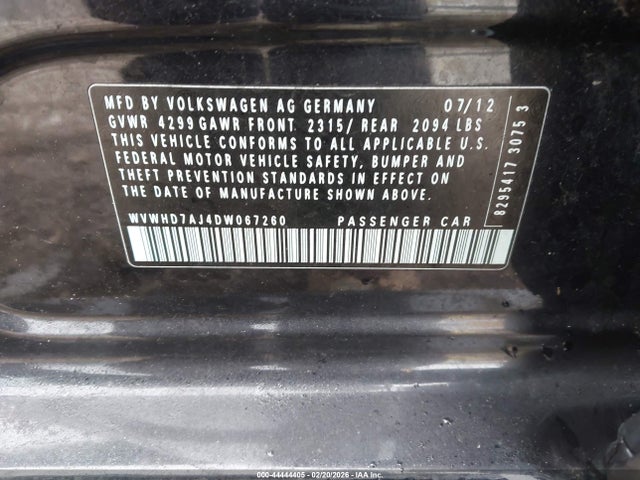 MFD BY VOLKSWAGEN AG GERMANY 07/12
GVWR 4299 GAWR FRONT 2315/ REAR 2094 LBS
THIS VEHICLE CONFORMS TO ALL APPLICABLE U.S.
FEDERAL MOTOR VEHICLE SAFETY, BUMPER AND
THEFT PREVENTION STANDARDS IN EFFECT ON
THE DATE OF MANUFACTURE SHOWN ABOVE.
WVWHD7AJ4DW067260 PASSENGER CAR
8295417 3075 3
000-44444405 - 02/20/2026 - IAAI.COM